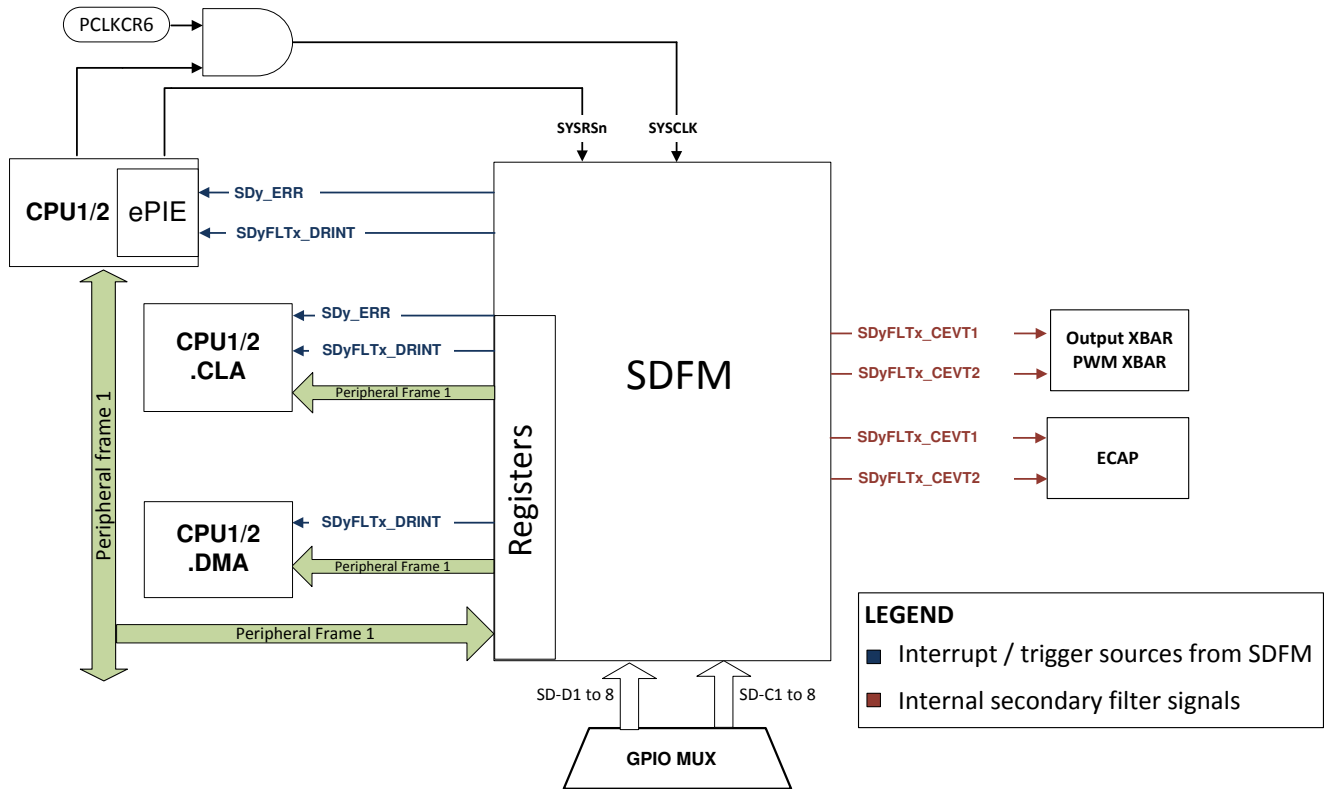 PCLKCR6
SYSRSn
SYSCLK
CPU1/2
ePIE
SDy_ERR
SDyFLTx_DRINT
Peripheral frame 1
CPU1/2
.CLA
SDy_ERR
SDyFLTx_DRINT
Peripheral Frame 1
CPU1/2
.DMA
SDyFLTx_DRINT
Peripheral Frame 1
Peripheral Frame 1
Registers
SDFM
SDyFLTx_CEVT1
SDyFLTx_CEVT2
Output XBAR
PWM XBAR
SDyFLTx_CEVT1
SDyFLTx_CEVT2
ECAP
SD-D1 to 8
SD-C1 to 8
GPIO MUX
LEGEND
Interrupt / trigger sources from SDFM
Internal secondary filter signals